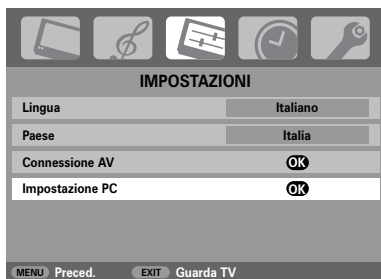 IMPOSTAZIONI
Lingua Italiano
Paese Italia
Connessione AV OK
Impostazione PC OK
MENU Preced. EXIT Guarda TV